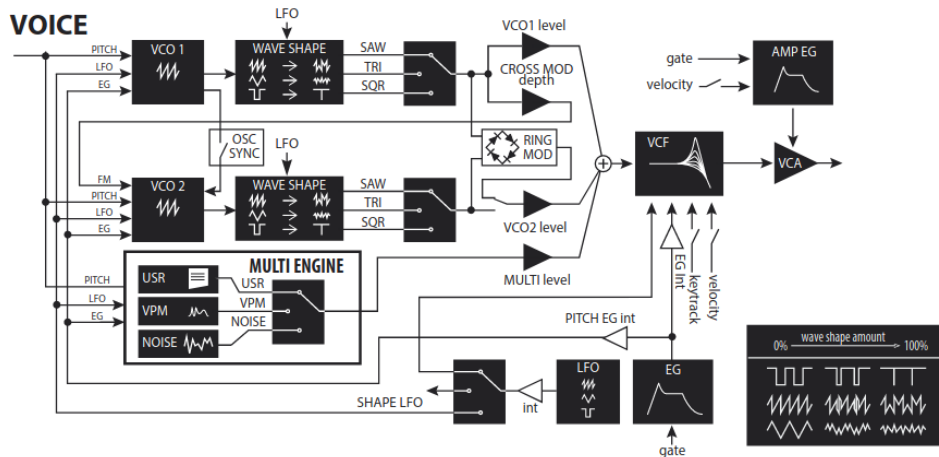 VOICE
LFO
PITCH
LFO
EG
VCO 1
WAVE SHAPE
SAW
TRI
SQR
VCO1 level
CROSS MOD
depth
gate
velocity
AMP EG
OSC
SYNC
LFO
RING
MOD
VCF
VCA
FM
PITCH
LFO
EG
VCO 2
WAVE SHAPE
SAW
TRI
SQR
VCO2 level
MULTI ENGINE
MULTI level
PITCH
LFO
EG
USR
VPM
NOISE
USR
VPM
NOISE
EG Int
keytrack
velocity
PITCH EG int
SHAPE LFO
int
LFO
EG
gate
wave shape amount
0% 100%